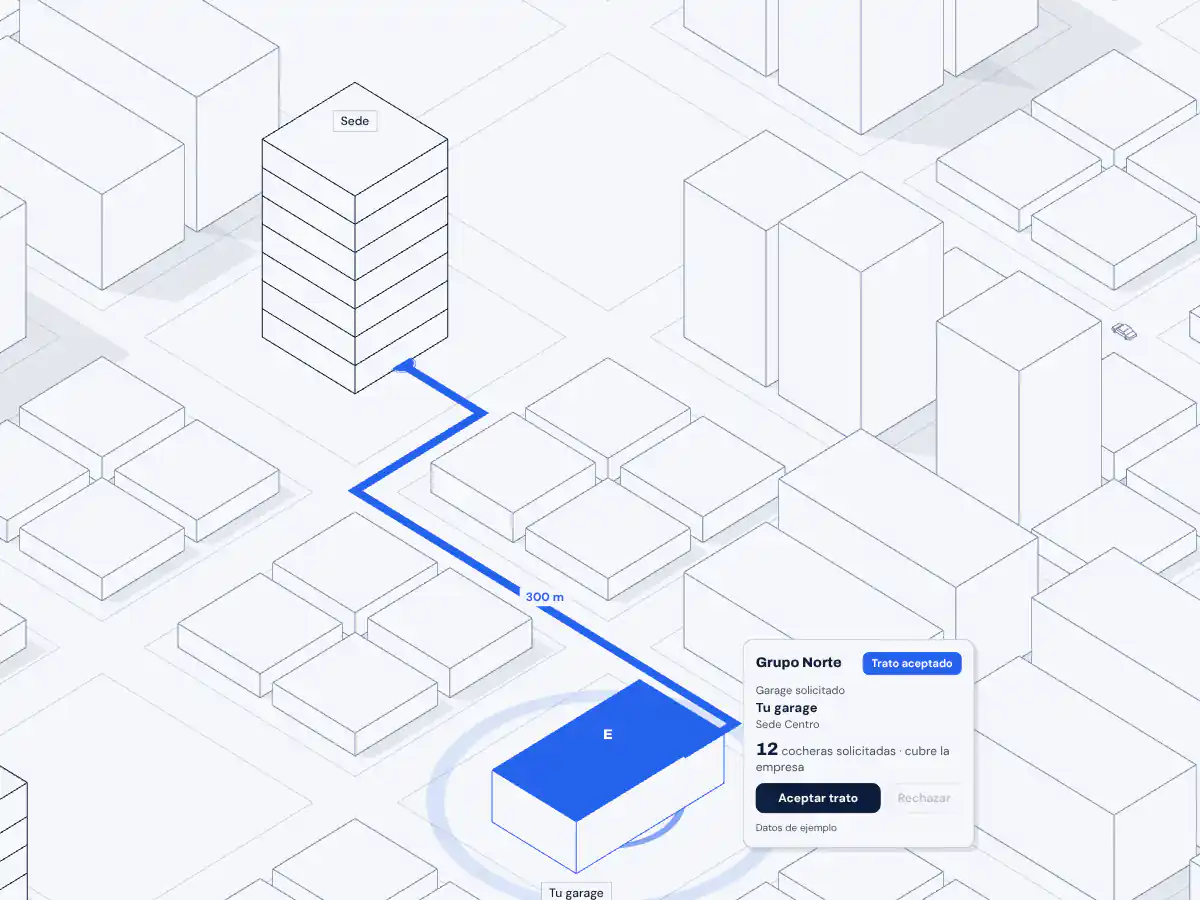 Sede
300 m
Grupo Norte
Trato aceptado
Garage solicitado
Tu garage
Sede Centro
12 cocheras solicitadas · cubre la
empresa
Aceptar trato
Rechazar
Datos de ejemplo
E
Tu garage